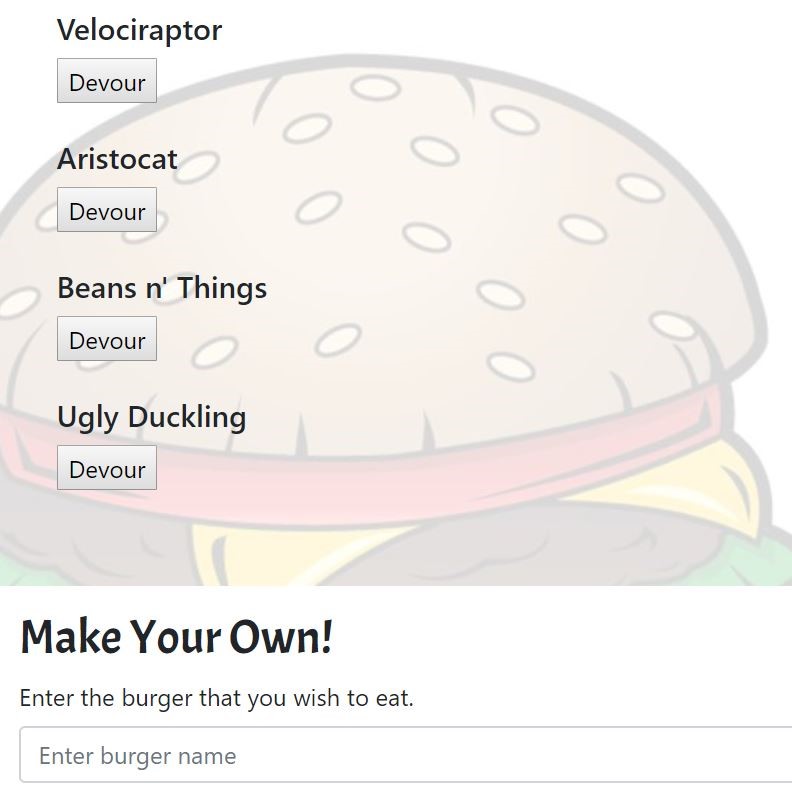 Velociraptor
Devour
Aristocat
Devour
Beans n' Things
Devour
Ugly Duckling
Devour
Make Your Own!
Enter the burger that you wish to eat.
Enter burger name